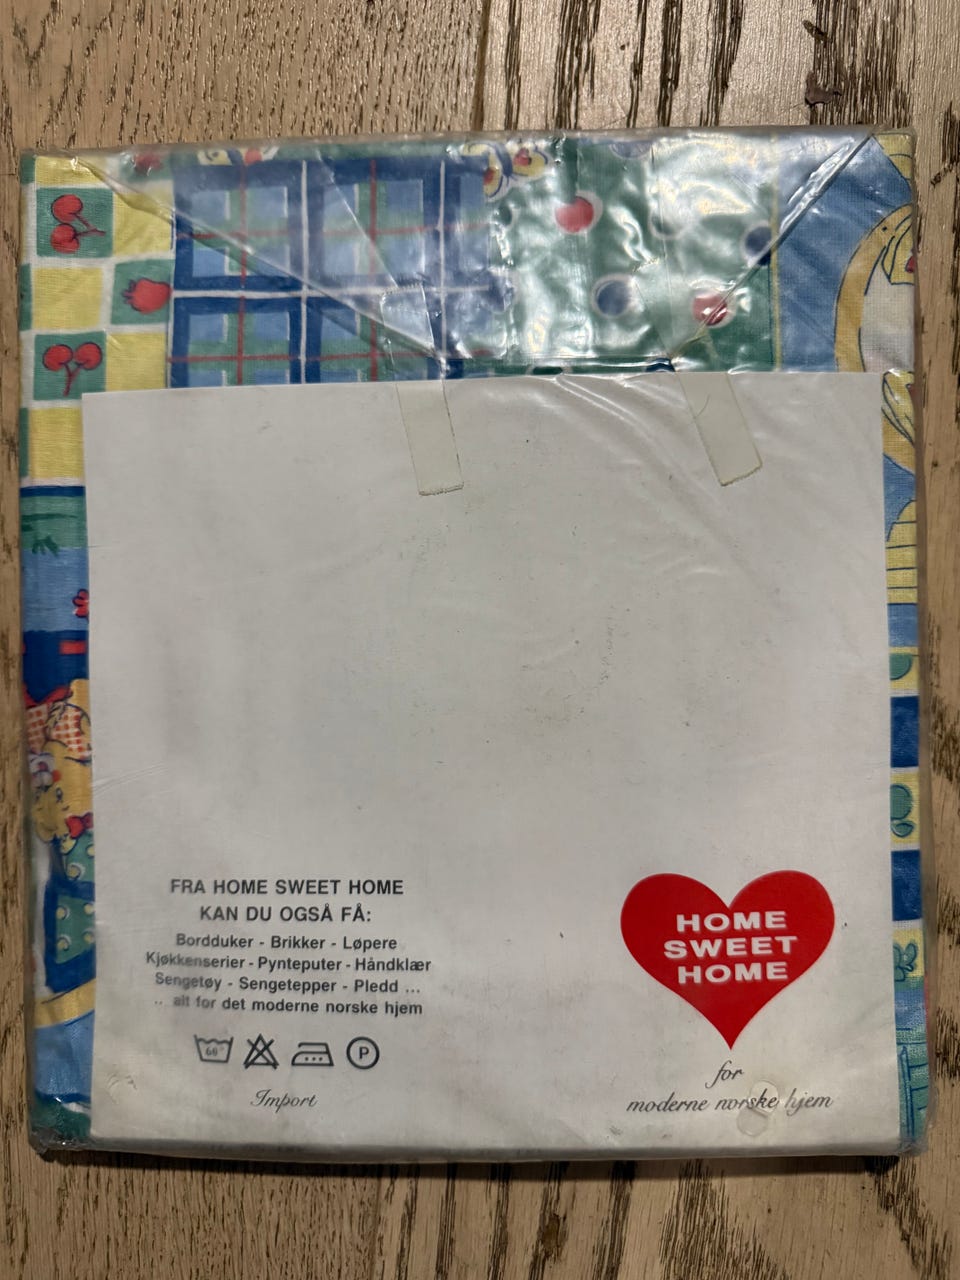 FRA HOME SWEET HOME
KAN DU OGSÅ FÅ:
Bordduker - Brikker - Løpere
Kjøkkenserier - Pynteputer - Håndklær
Sengetøy - Sengetepper - Pledd ...
... alt for det moderne norske hjem
60°
P
Import
HOME
SWEET
HOME
for
moderne norske hjem